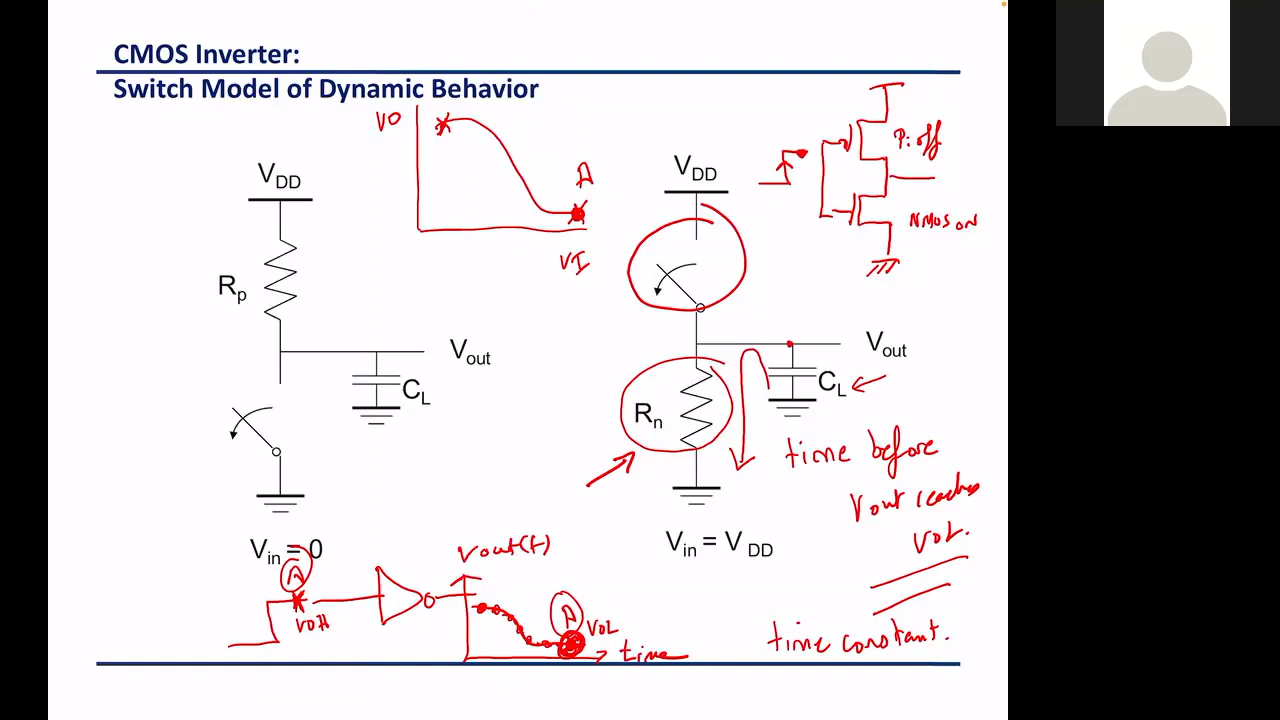 CMOS Inverter:
Switch Model of Dynamic Behavior
VO
A
VI
VDD
Rp
Vout
CL
Vin = 0
VDD
Rn
Vout
CL
Vin = VDD
P: off
NMOS ON
time before
Vout reaches
VOL.
time constant.
A
VOH
Vout(t)
A
VOL
time